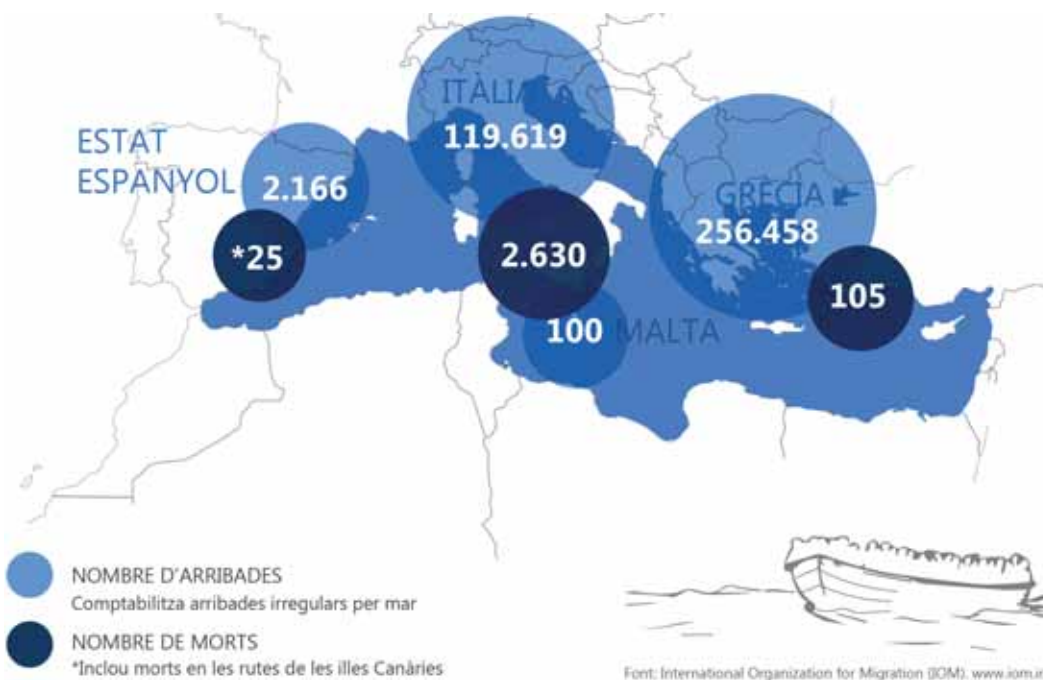 ITÀLIA
119.619
ESTAT
ESPANYOL
2.166
GRÈCIA
256.458
*25
2.630
105
100 MALTA
NOMBRE D'ARRIBADES
Comptabilitza arribades irregulars per mar
NOMBRE DE MORTS
*Inclou morts en les rutes de les illes Canàries
Font: International Organization for Migration (IOM). www.iom.in